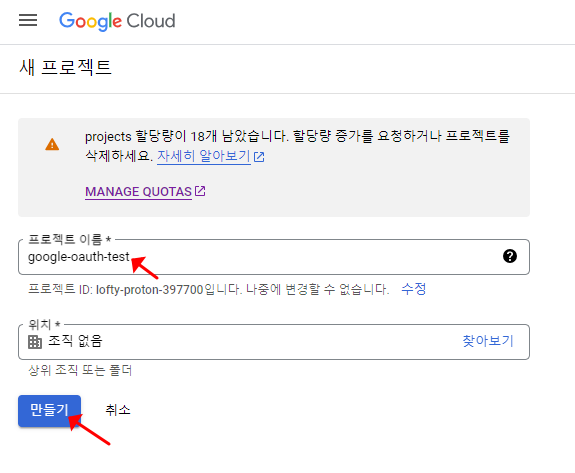 Google Cloud
새 프로젝트
projects 할당량이 18개 남았습니다. 할당량 증가를 요청하거나 프로젝트를
삭제하세요. 자세히 알아보기
MANAGE QUOTAS
프로젝트 이름 *
google-oauth-test
프로젝트 ID: lofty-proton-397700입니다. 나중에 변경할 수 없습니다. 수정
위치 *
조직 없음 찾아보기
상위 조직 또는 폴더
만들기 취소